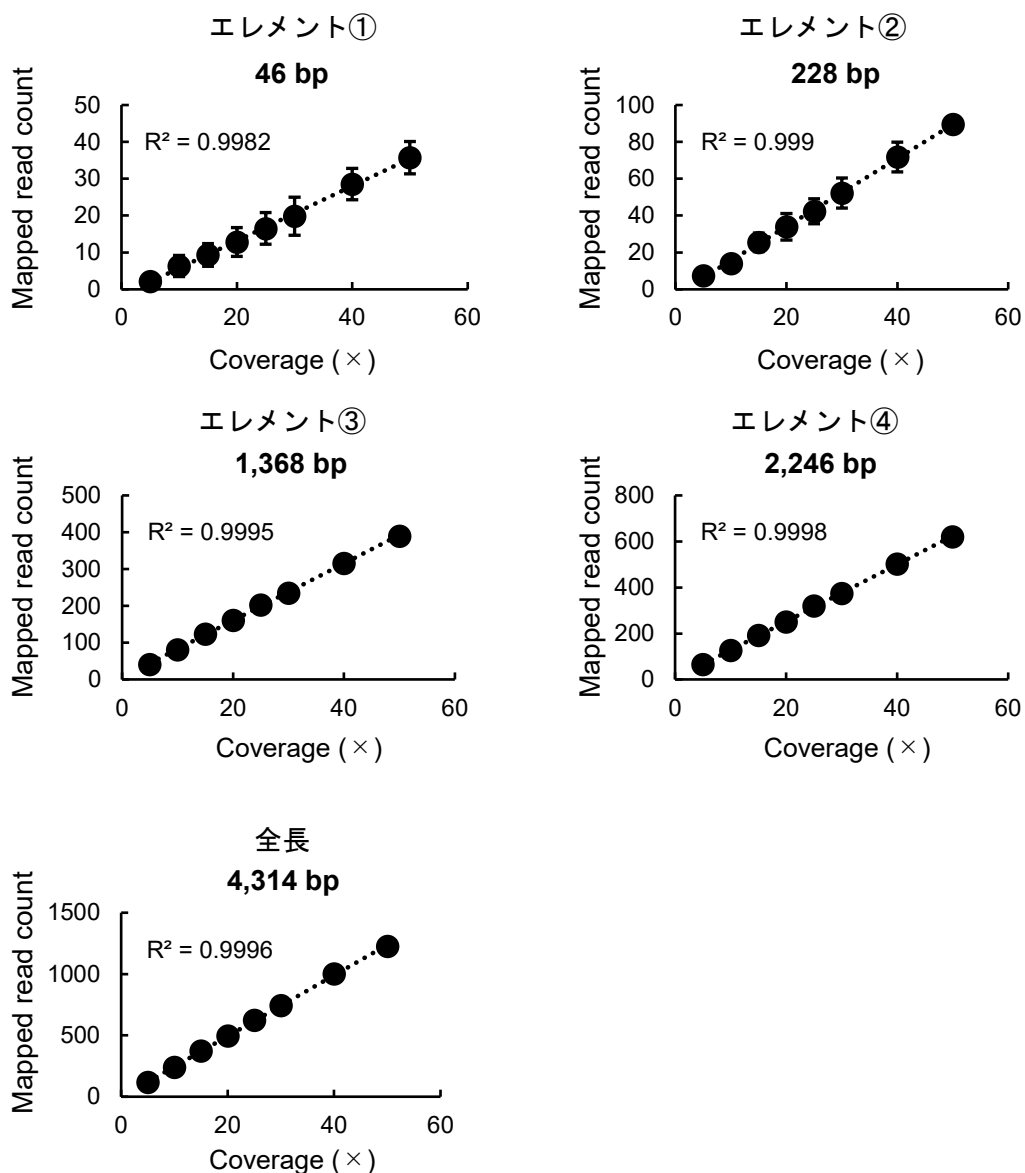 エレメント①
46 bp
Mapped read count
50
40
30
20
10
0
R² = 0.9982
0 20 40 60
Coverage (×)
エレメント②
228 bp
Mapped read count
100
80
60
40
20
0
R² = 0.999
0 20 40 60
Coverage (×)
エレメント③
1,368 bp
Mapped read count
500
400
300
200
100
0
R² = 0.9995
0 20 40 60
Coverage (×)
エレメント④
2,246 bp
Mapped read count
800
600
400
200
0
R² = 0.9998
0 20 40 60
Coverage (×)
全長
4,314 bp
Mapped read count
1500
1000
500
0
R² = 0.9996
0 20 40 60
Coverage (×)